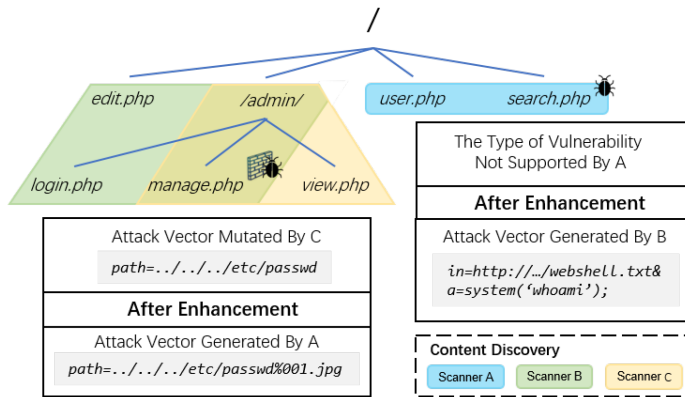 /
edit.php
/admin/
user.php
search.php
login.php
manage.php
view.php
The Type of Vulnerability
Not Supported By A
After Enhancement
Attack Vector Generated By B
in=http://…/webshell.txt&
a=system(‘whoami’);
Attack Vector Mutated By C
path=../../../etc/passwd
After Enhancement
Attack Vector Generated By A
path=../../../etc/passwd%001.jpg
Content Discovery
Scanner A
Scanner B
Scanner C